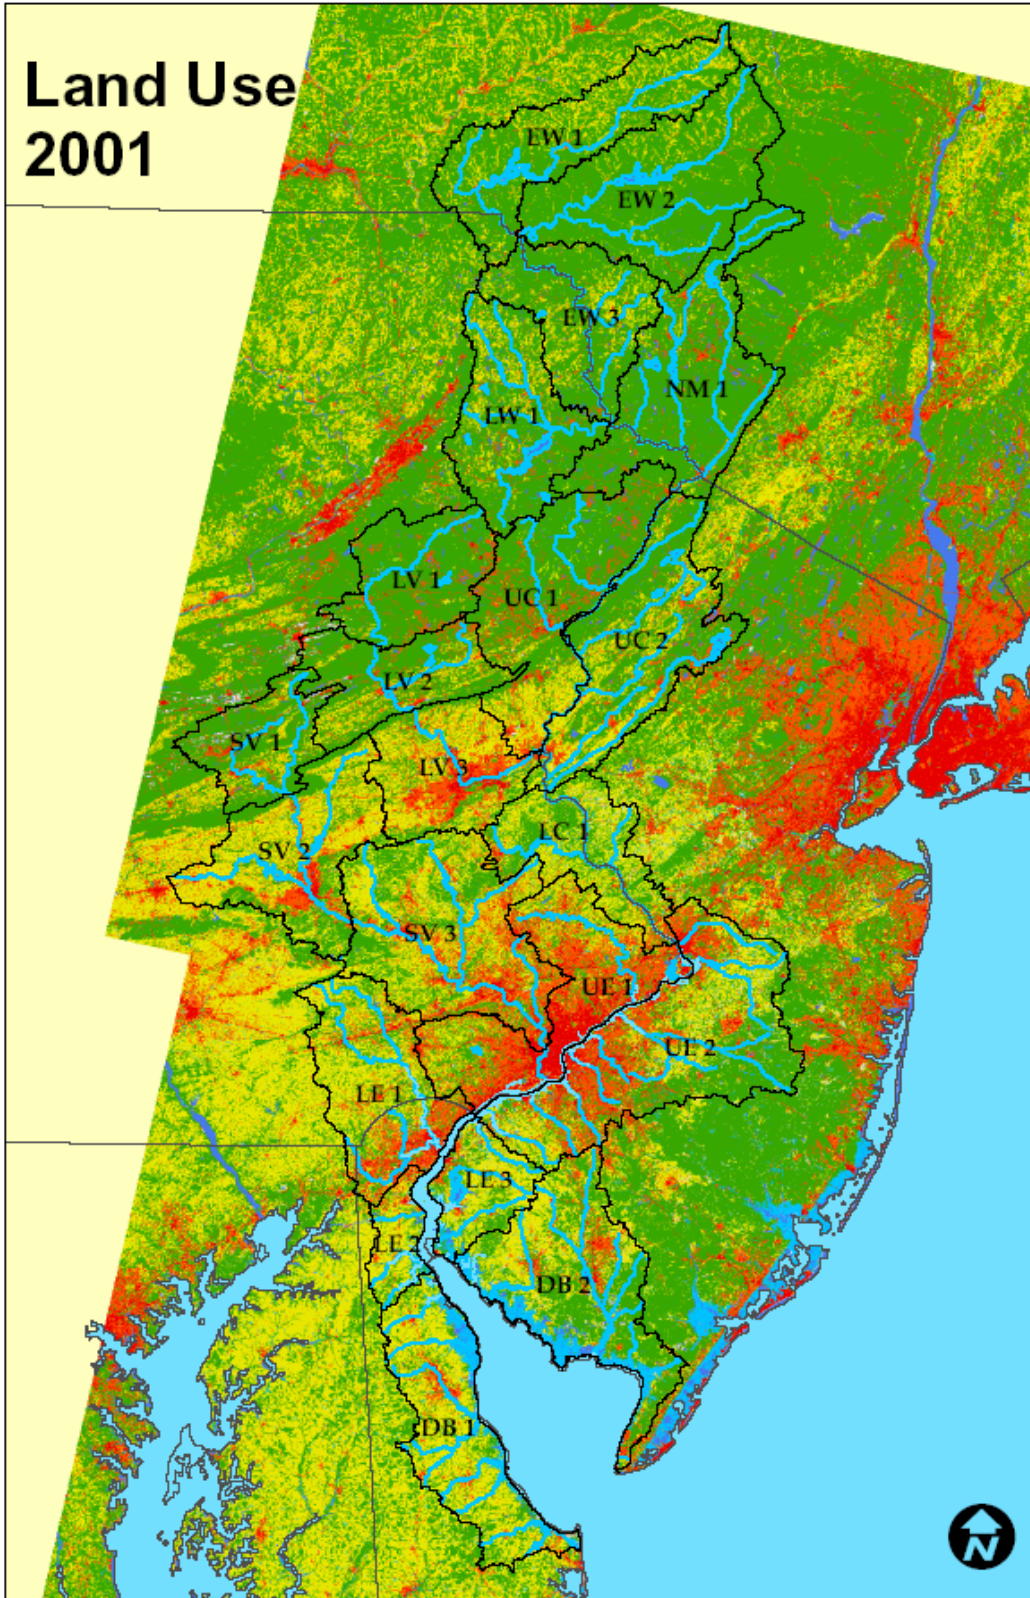 Land Use
2001
EW 1
EW 2
EW 3
NM 1
LW 1
LV 1
UC 1
UC 2
LV 2
SV 1
LV 3
LC 1
SV 2
SV 3
UE 1
UE 2
LE 1
LE 3
LE 2
DB 2
DB 1
N